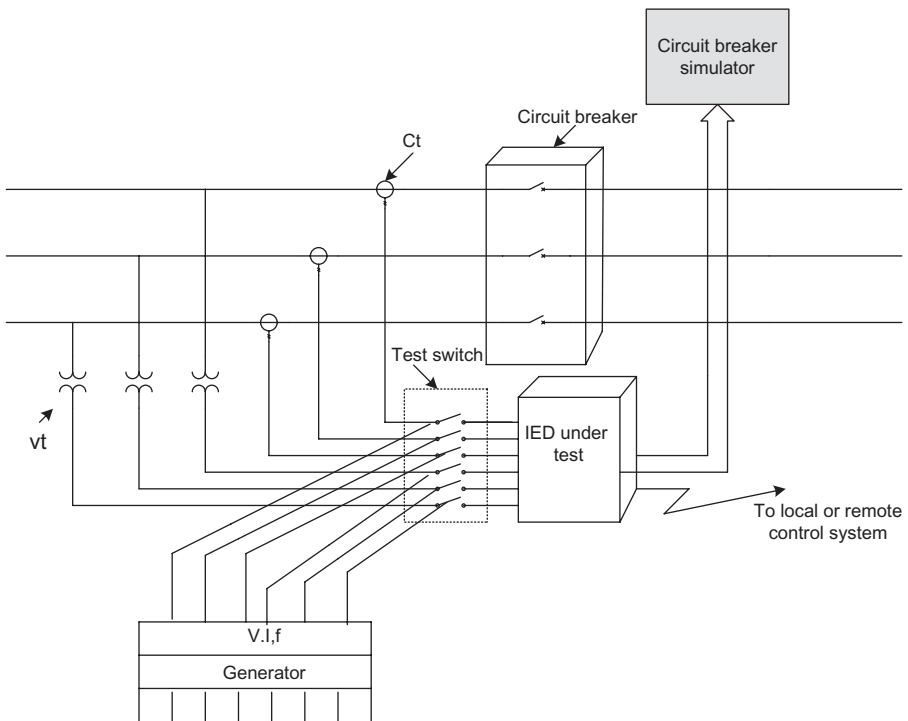 Circuit breaker
simulator
Circuit breaker
Ct
Test switch
vt
IED under
test
To local or remote
control system
V.I,f
Generator